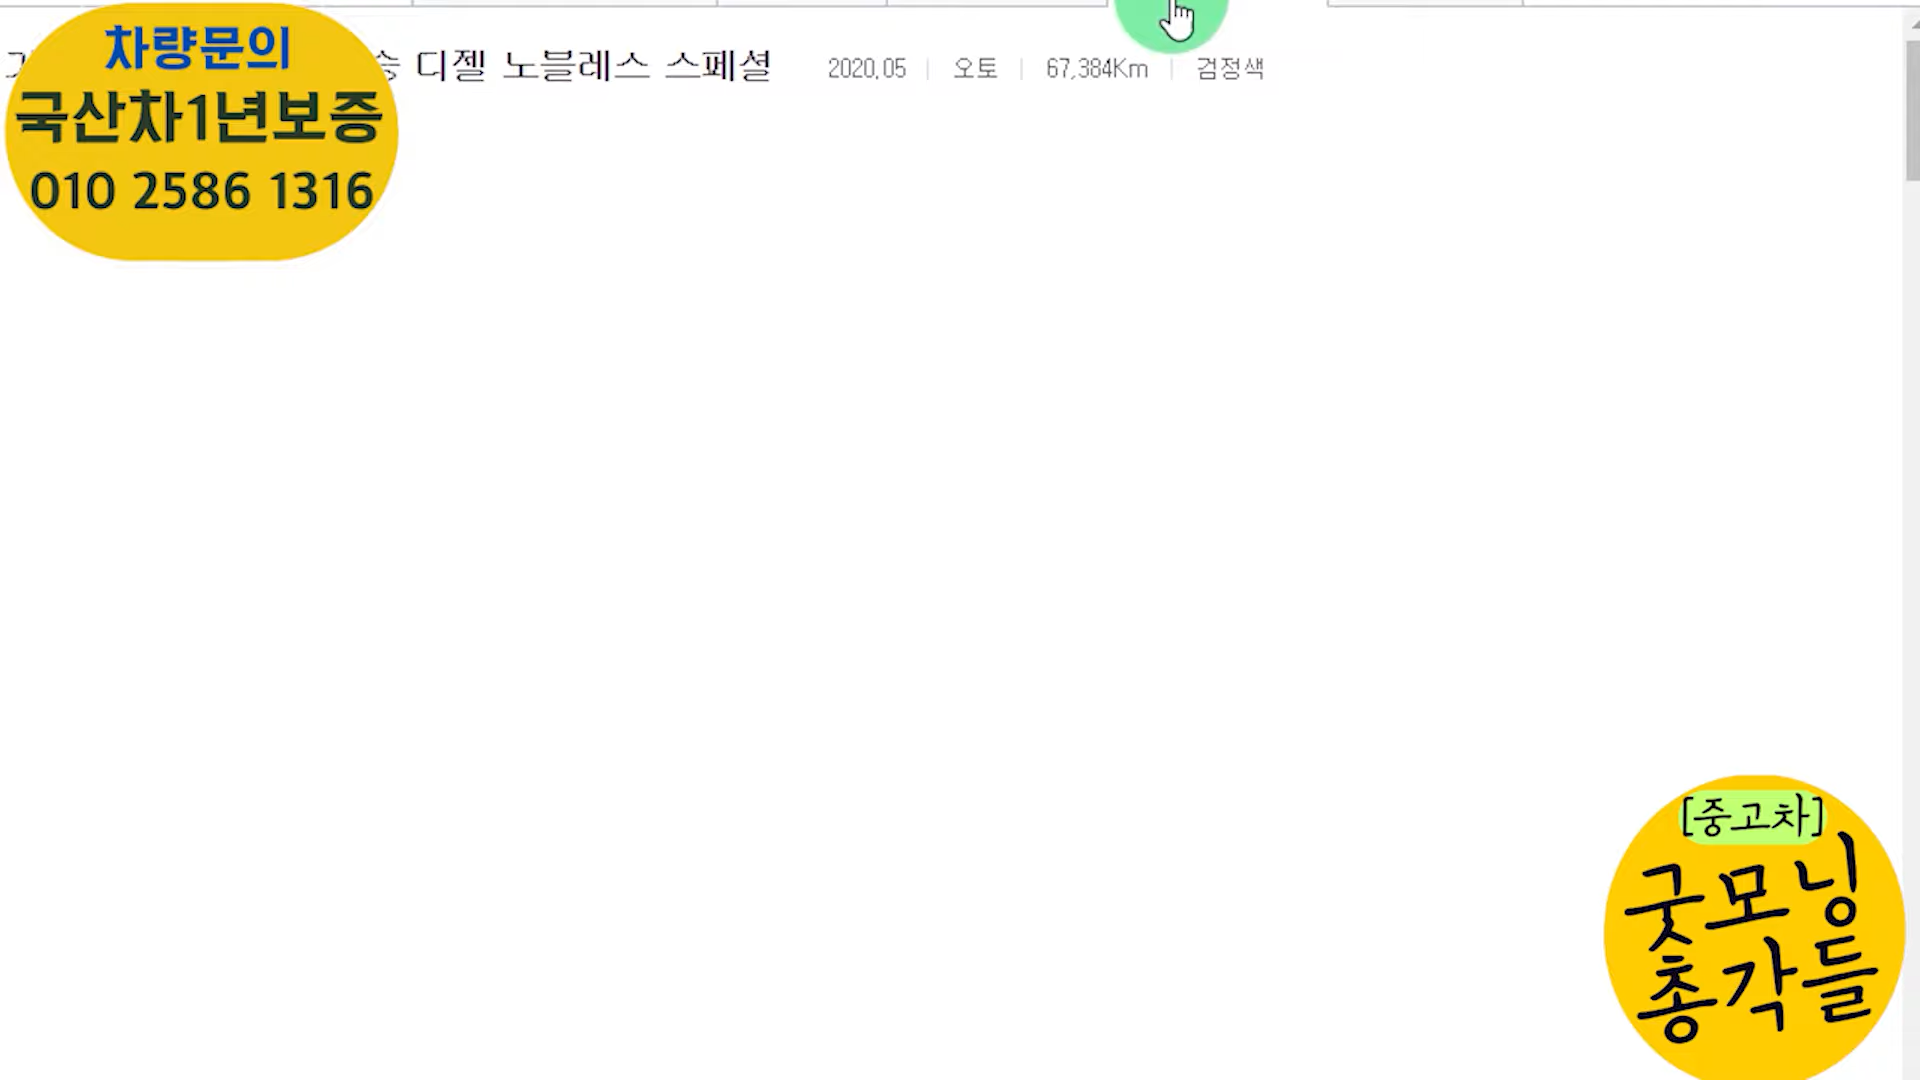 차량문의
국산차1년보증
010 2586 1316
디젤 노블레스 스페셜 2020.05 오토 67,384Km 검정색
[중고차]
굿모닝
총각들